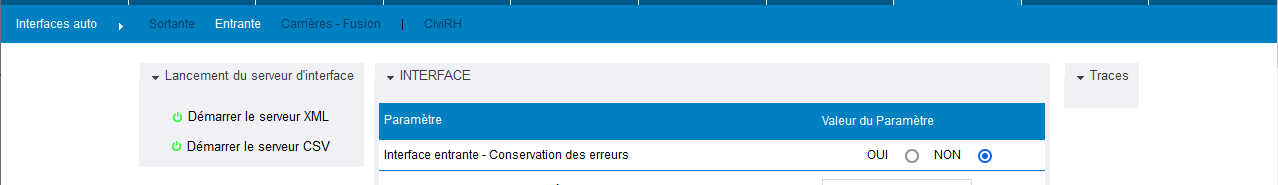 Interfaces auto Sortante Entrante Carrières - Fusion | CiviRH
Lancement du serveur d'interface
Démarrer le serveur XML
Démarrer le serveur CSV
INTERFACE
Paramètre Valeur du Paramètre
Interface entrante - Conservation des erreurs OUI NON
Traces